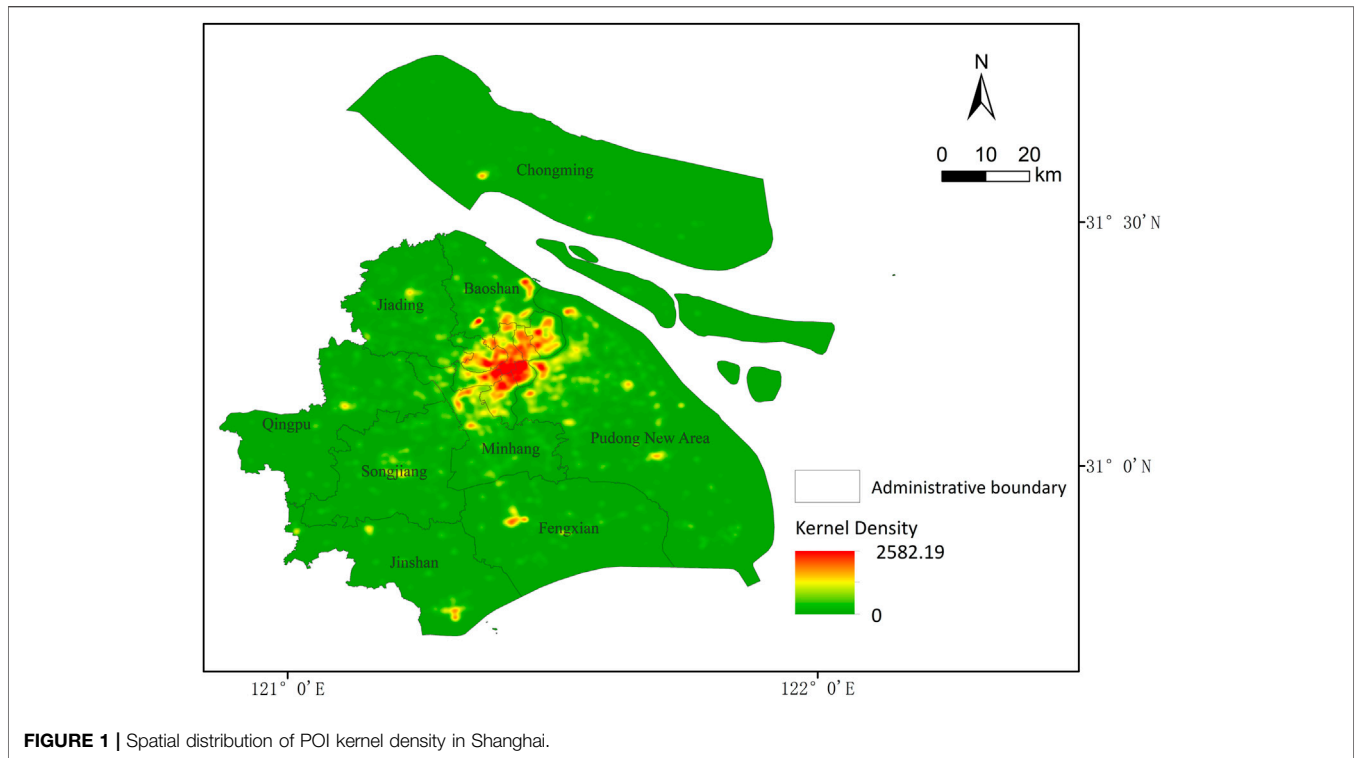 N
0 10 20
km
Chongming
31° 30'N
Baoshan
Jiading
Qingpu
Pudong New Area
Minhang
Songjiang
31° 0'N
Administrative boundary
Kernel Density
2582.19
0
Fengxian
Jinshan
121° 0'E
122° 0'E
FIGURE 1 | Spatial distribution of POI kernel density in Shanghai.